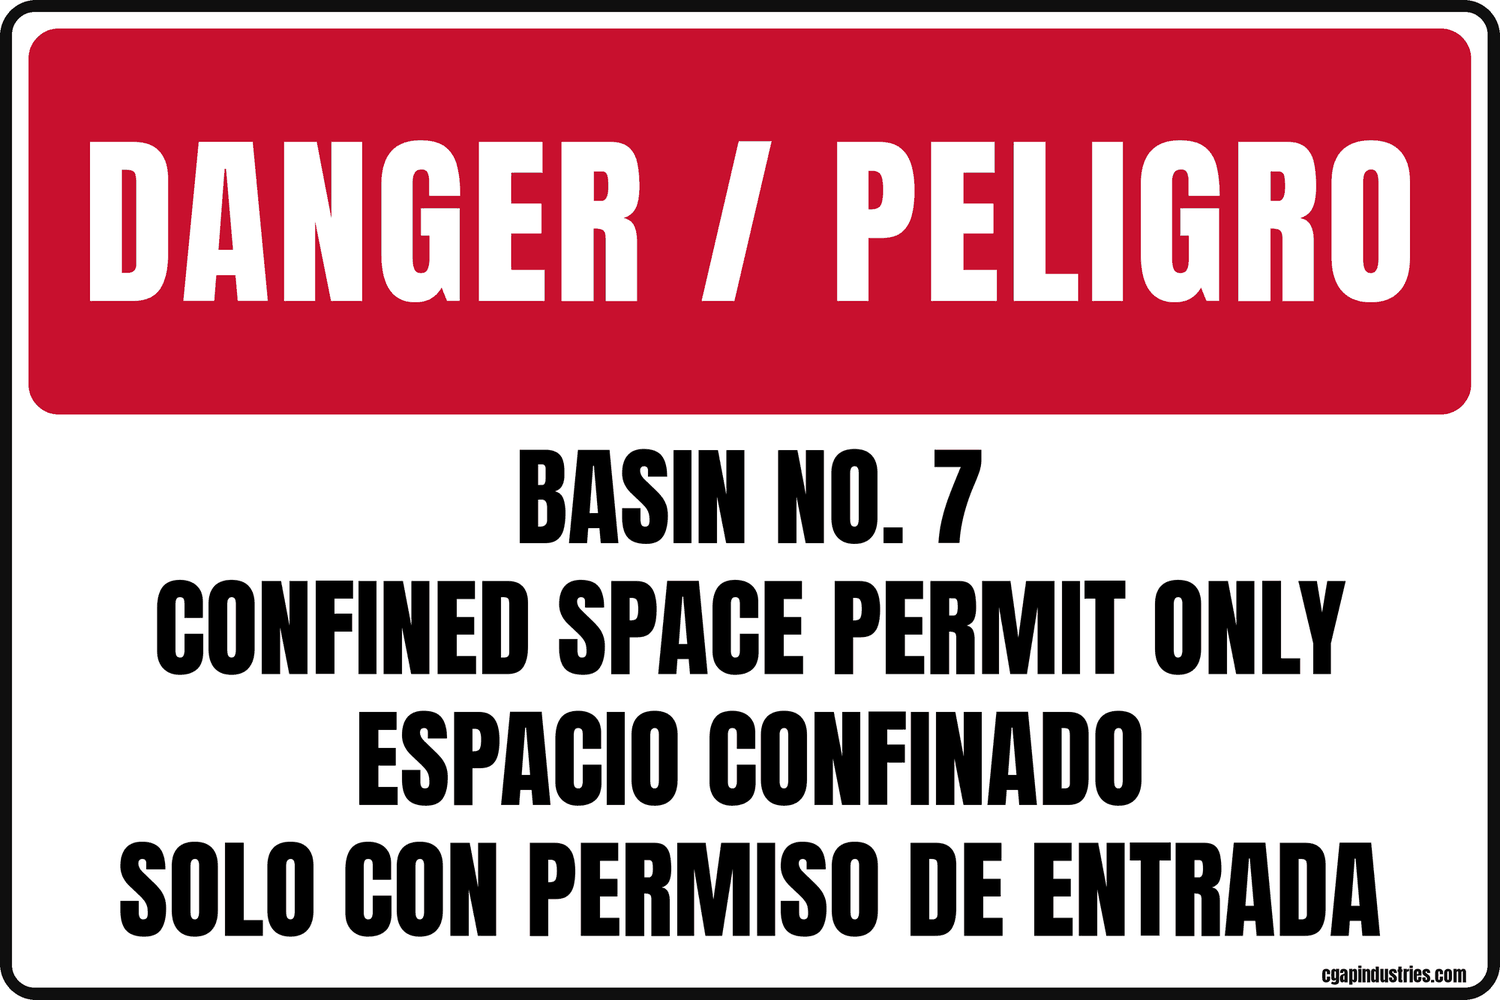 DANGER / PELIGRO
BASIN NO. 7
CONFINED SPACE PERMIT ONLY
ESPACIO CONFINADO
SOLO CON PERMISO DE ENTRADA
cgapindustries.com